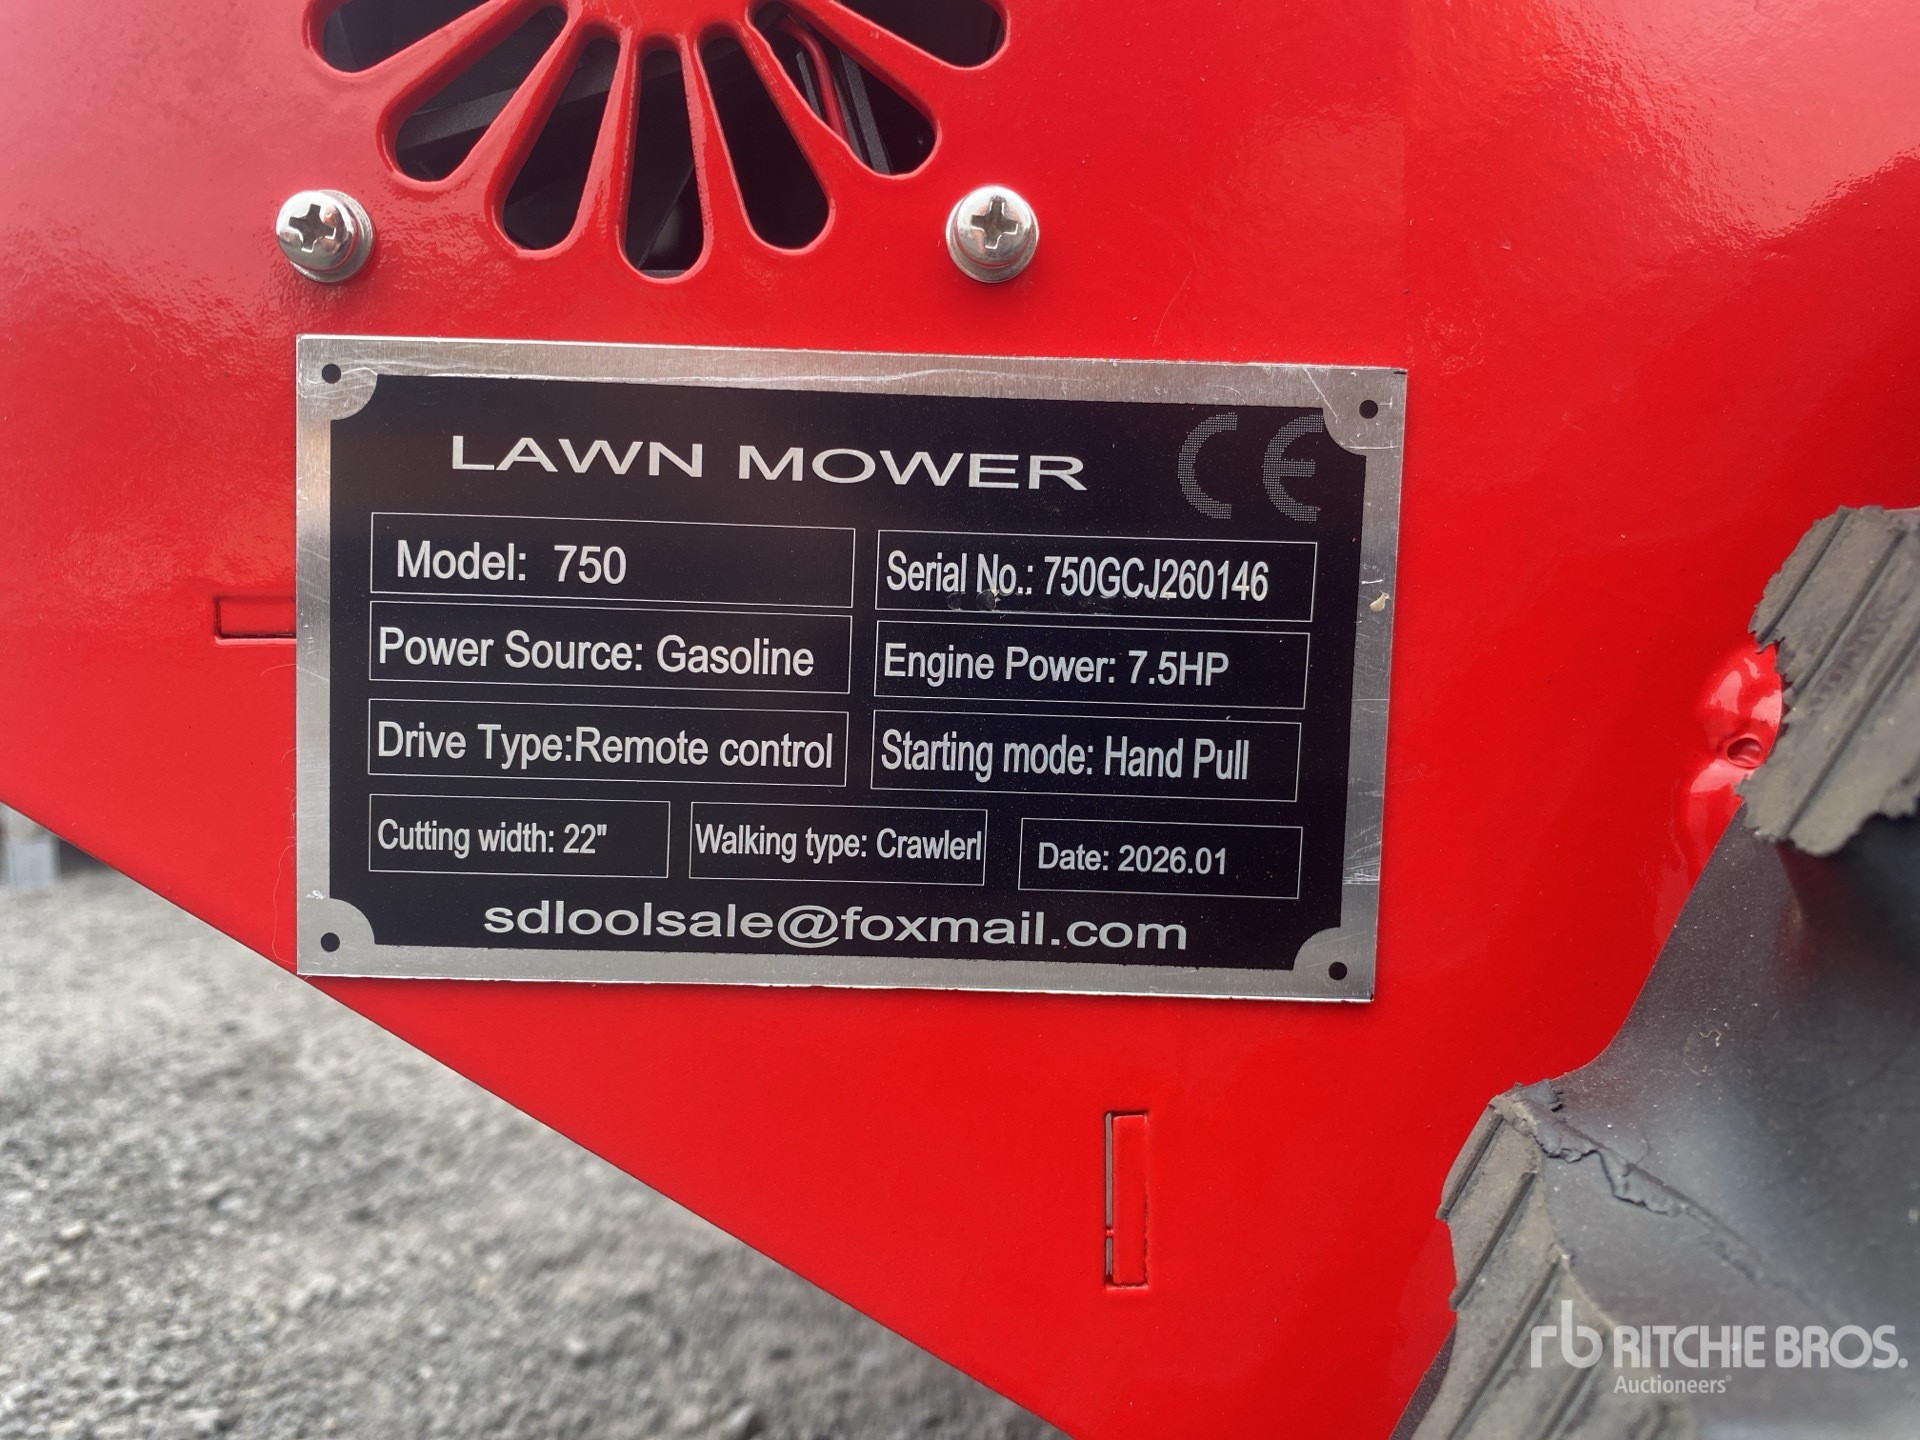 LAWN MOWER CE
Model: 750
Serial No.: 750GCJ260146
Power Source: Gasoline
Engine Power: 7.5HP
Drive Type:Remote control
Starting mode: Hand Pull
Cutting width: 22"
Walking type: Crawlerl
Date: 2026.01
sdloolsale@foxmail.com
rb RITCHIE BROS.
Auctioneers